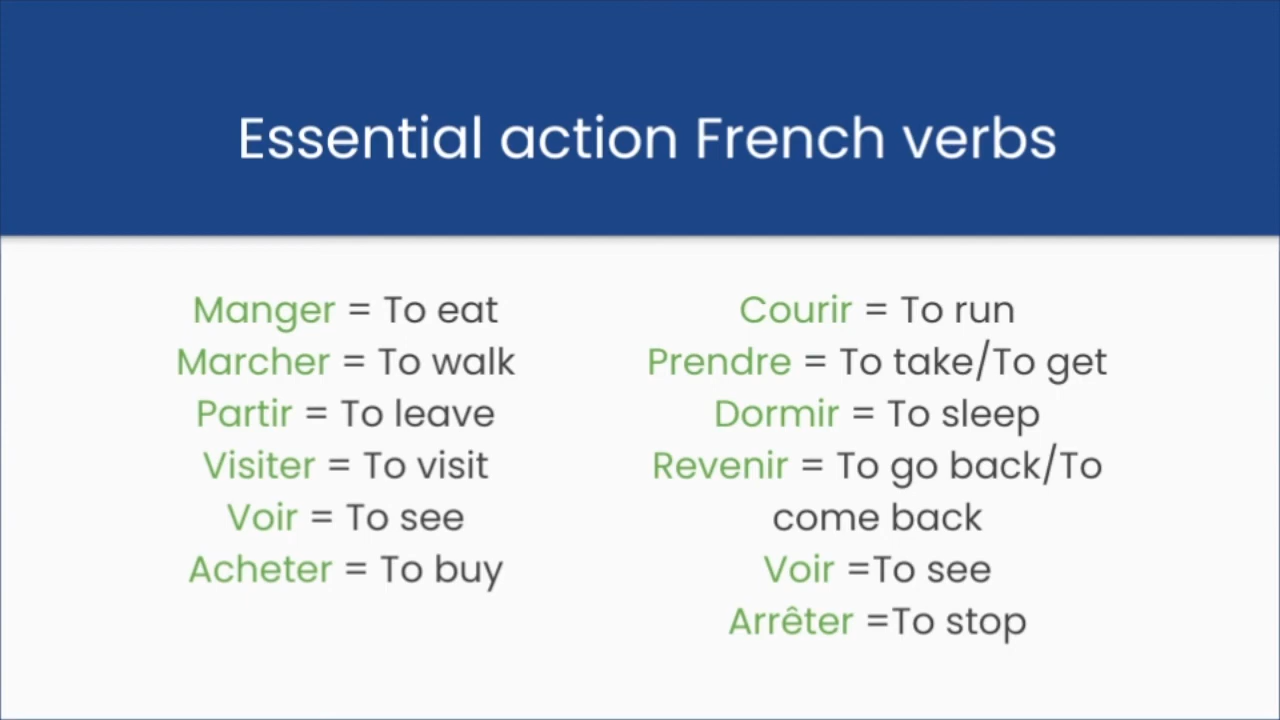 Essential action French verbs
Manger = To eat
Marcher = To walk
Partir = To leave
Visiter = To visit
Voir = To see
Acheter = To buy
Courir = To run
Prendre = To take/To get
Dormir = To sleep
Revenir = To go back/To
come back
Voir =To see
Arrêter =To stop